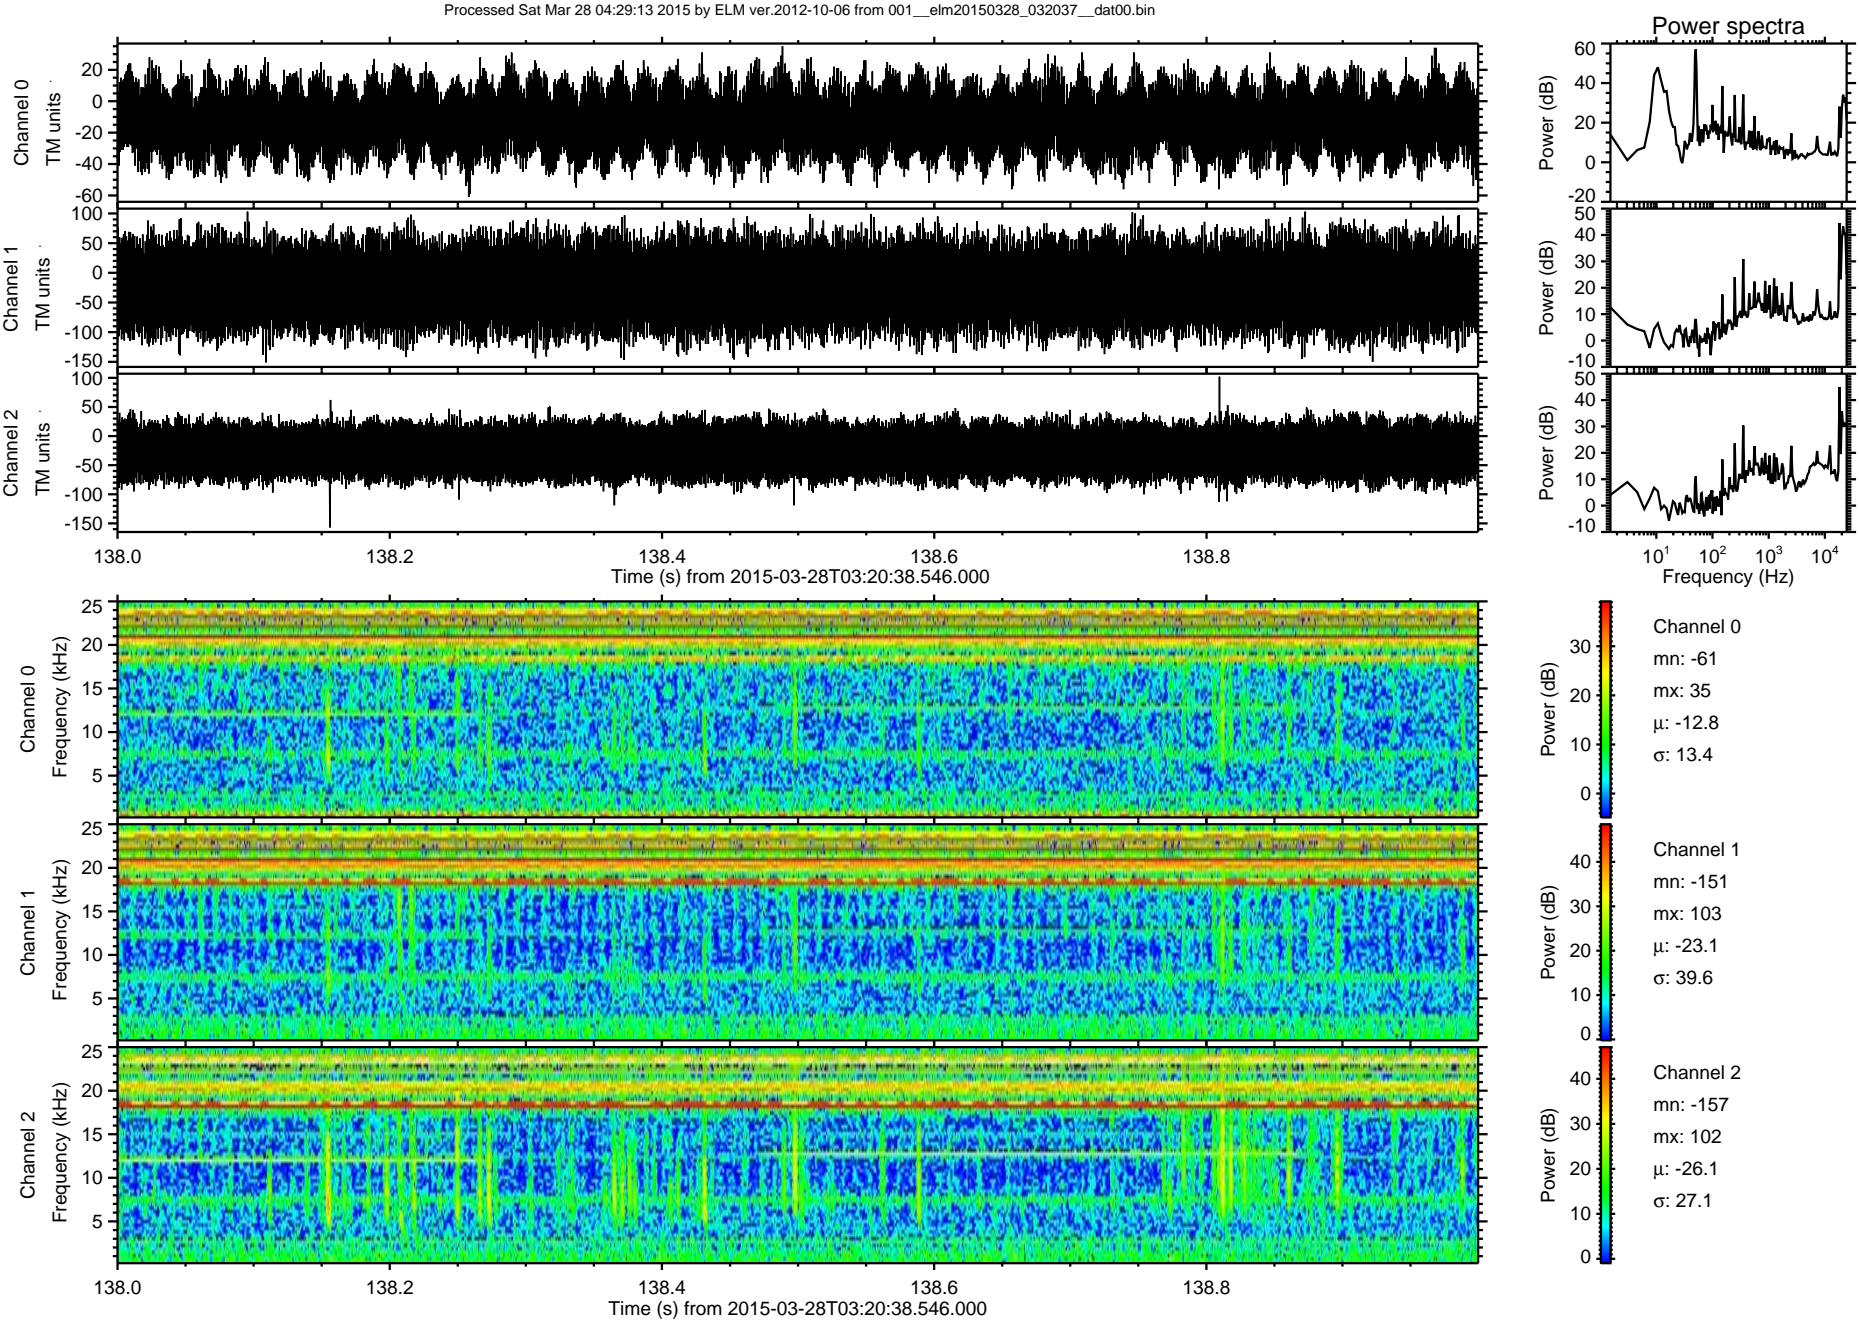 Processed Sat Mar 28 04:29:13 2015 by ELM ver.2012-10-06 from 001__elm20150328_032037__dat00.bin
Power spectra
Channel 0
TM units
20
0
-20
-40
-60
Power (dB)
60
40
20
0
-20
Channel 1
TM units
100
50
0
-50
-100
-150
Power (dB)
50
40
30
20
10
0
-10
Channel 2
TM units
100
50
0
-50
-100
-150
Power (dB)
50
40
30
20
10
0
-10
138.0 138.2 138.4 138.6 138.8
Time (s) from 2015-03-28T03:20:38.546.000
10¹ 10² 10³ 10⁴
Frequency (Hz)
Channel 0
Frequency (kHz)
25
20
15
10
5
Power (dB)
30
20
10
0
Channel 0
mn: -61
mx: 35
μ: -12.8
σ: 13.4
Channel 1
Frequency (kHz)
25
20
15
10
5
Power (dB)
40
30
20
10
0
Channel 1
mn: -151
mx: 103
μ: -23.1
σ: 39.6
Channel 2
Frequency (kHz)
25
20
15
10
5
Power (dB)
40
30
20
10
0
Channel 2
mn: -157
mx: 102
μ: -26.1
σ: 27.1
138.0 138.2 138.4 138.6 138.8
Time (s) from 2015-03-28T03:20:38.546.000